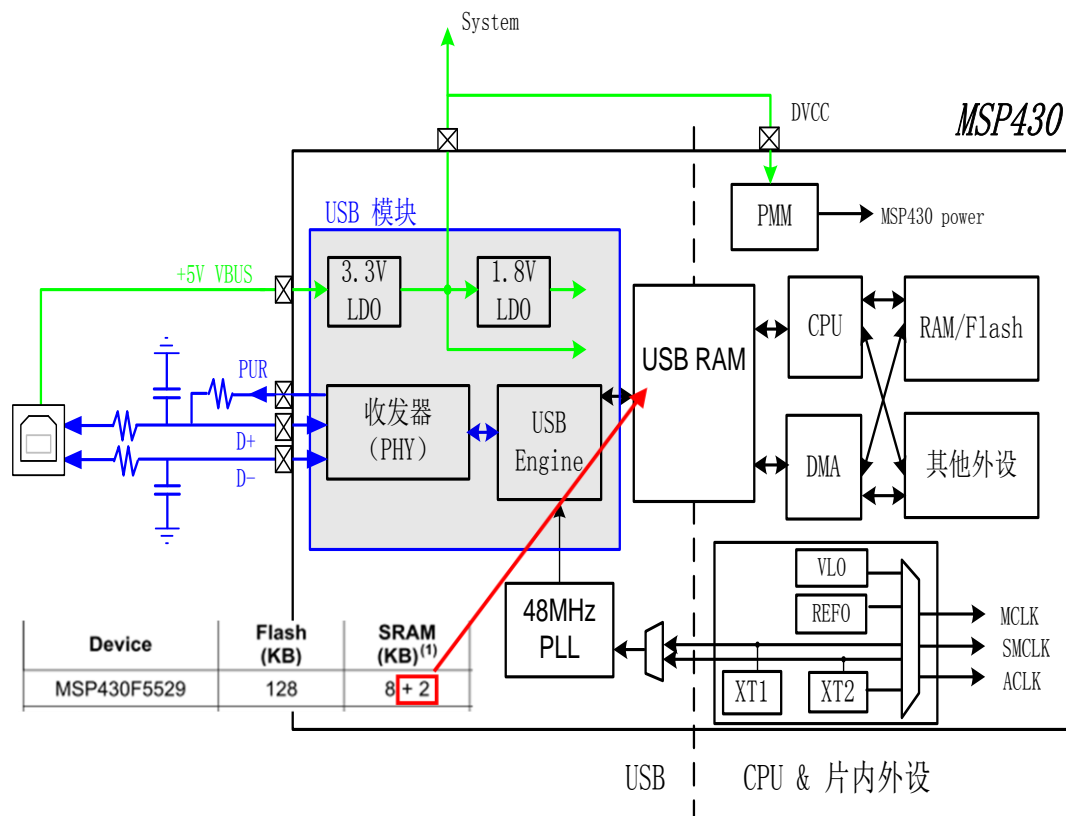 System
DVCC
MSP430
USB 模块
PMM
MSP430 power
+5V VBUS
3.3V
LDO
1.8V
LDO
CPU
RAM/Flash
USB RAM
PUR
收发器
(PHY)
USB
Engine
D+
D-
DMA
其他外设
VLO
REFO
48MHz
PLL
MCLK
SMCLK
ACLK
XT1
XT2
Device
Flash
(KB)
SRAM
(KB)(1)
MSP430F5529
128
8 + 2
USB
CPU & 片内外设